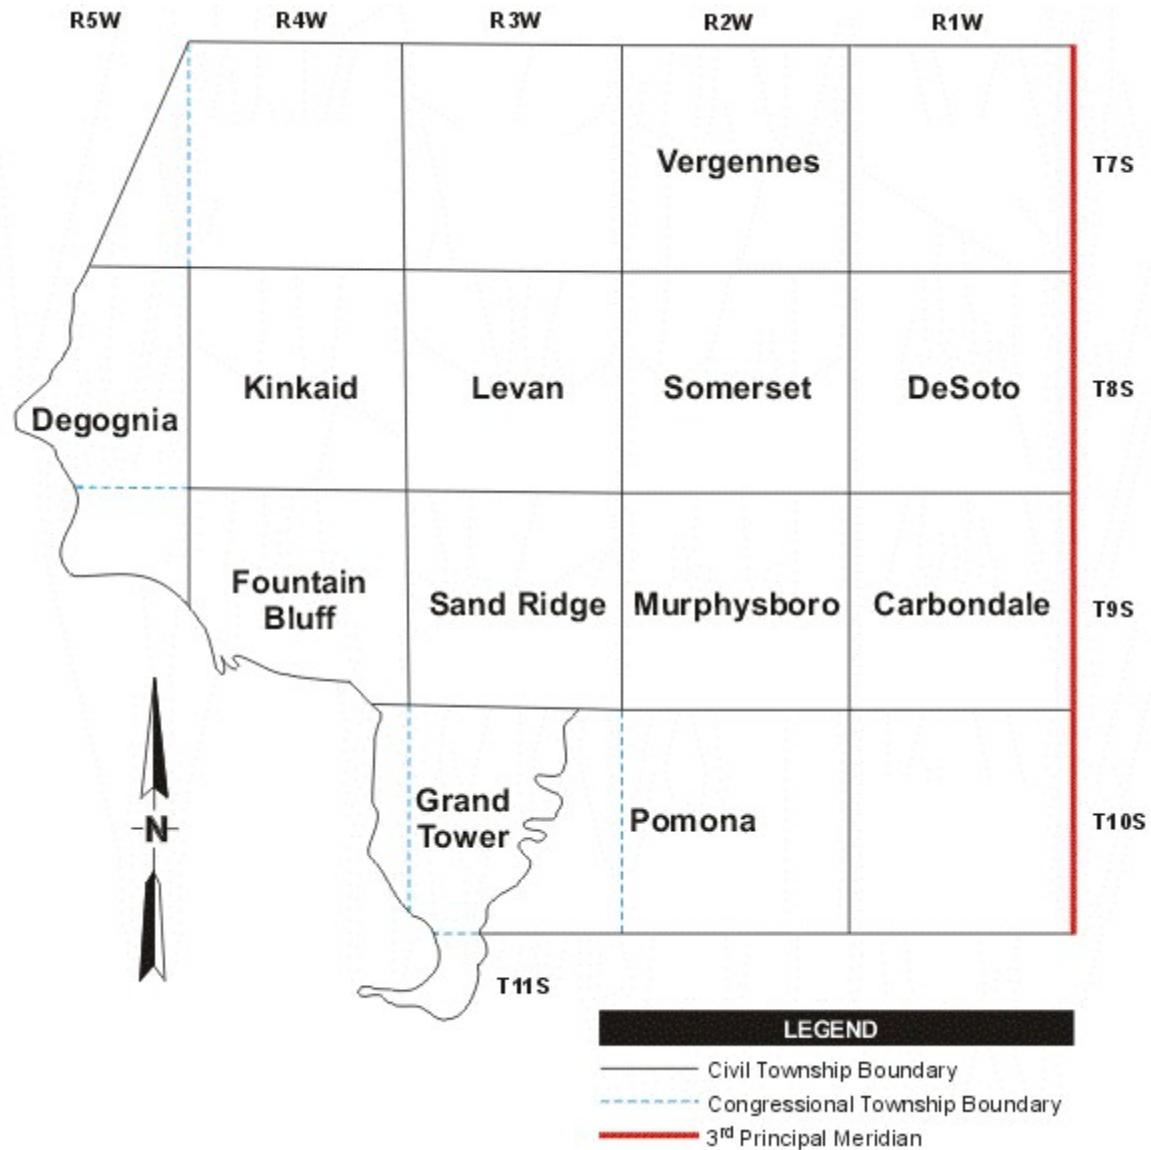 R5W R4W R3W R2W R1W
Vergennes
T7S
Kinkaid Levan Somerset DeSoto T8S
Degognia
Fountain
Bluff
Sand Ridge Murphysboro Carbondale T9S
Grand
Tower
Pomona T10S
N
T11S
LEGEND
Civil Township Boundary
Congressional Township Boundary
3rd Principal Meridian